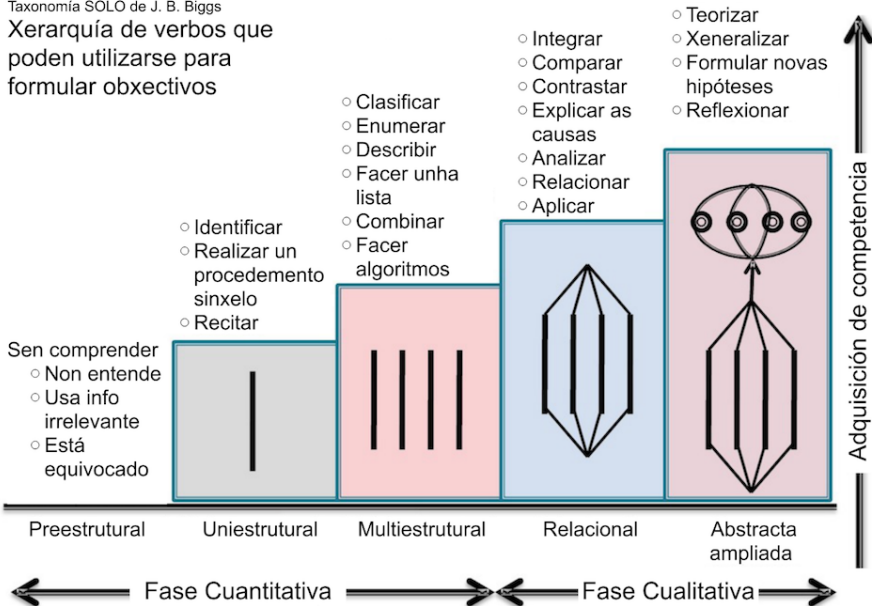 Taxonomía SOLO de J. B. Biggs
Xerarquía de verbos que
poden utilizarse para
formular obxectivos
Sen comprender
Non entende
Usa info
irrelevante
Está
equivocado
Identificar
Realizar un
procedemento
sinxelo
Recitar
Clasificar
Enumerar
Describir
Facer unha
lista
Combinar
Facer
algoritmos
Integrar
Comparar
Contrastar
Explicar as
causas
Analizar
Relacionar
Aplicar
Teorizar
Xeneralizar
Formular novas
hipóteses
Reflexionar
Adquisición de competencia
Preestrutural
Uniestrutural
Multiestrutural
Relacional
Abstracta
ampliada
Fase Cuantitativa
Fase Cualitativa